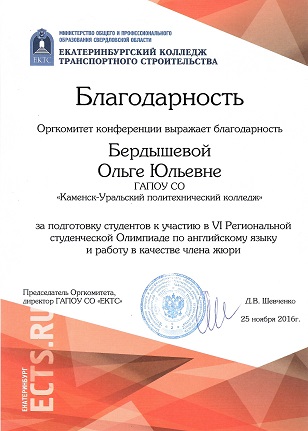 МИНИСТЕРСТВО ОБЩЕГО И ПРОФЕССИОНАЛЬНОГО
ОБРАЗОВАНИЯ СВЕРДЛОВСКОЙ ОБЛАСТИ
ЕКТС
ЕКАТЕРИНБУРГСКИЙ КОЛЛЕДЖ
ТРАНСПОРТНОГО СТРОИТЕЛЬСТВА
Благодарность
Оргкомитет конференции выражает благодарность
Бердышевой
Ольге Юльевне
ГАПОУ СО
«Каменск-Уральский политехнический колледж»
за подготовку студентов к участию в VI Региональной
студенческой Олимпиаде по английскому языку
и работу в качестве члена жюри
Председатель Оргкомитета,
директор ГАПОУ СО «ЕКТС»
Д.В. Шевченко
25 ноября 2016г.
ЕКАТЕРИНБУРГ
ECTS.RU